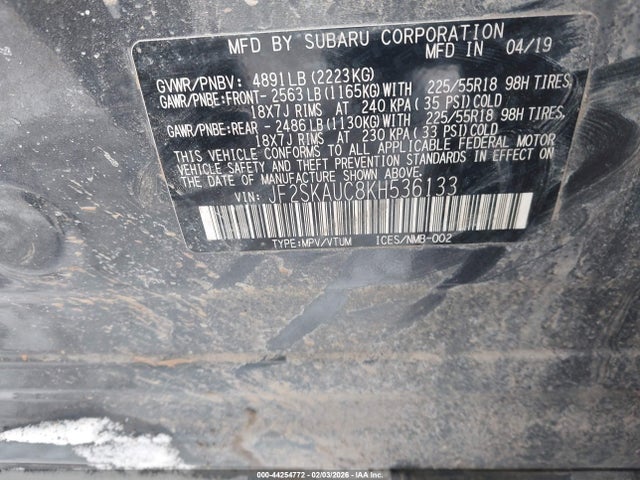 MFD BY SUBARU CORPORATION
MFD IN 04/19
GVWR/PNBV: 4891LB(2223KG)
GAWR/PNBE:FRONT-2563LB(1165KG)WITH 225/55R18 98H TIRES,
18X7J RIMS AT 240 KPA(35 PSI)COLD
GAWR/PNBE:REAR -2486LB(1130KG)WITH 225/55R18 98H TIRES,
18X7J RIMS AT 230 KPA(33 PSI)COLD
THIS VEHICLE CONFORMS TO ALL APPLICABLE FEDERAL MOTOR
VEHICLE SAFETY AND THEFT PREVENTION STANDARDS IN EFFECT
ON THE DATE OF MANUFACTURE SHOWN ABOVE.
VIN: JF2SKAUC8KH536133
TYPE:MPV/VTUM ICES/NMB-002
000-44254772 - 02/03/2026 - IAA Inc.